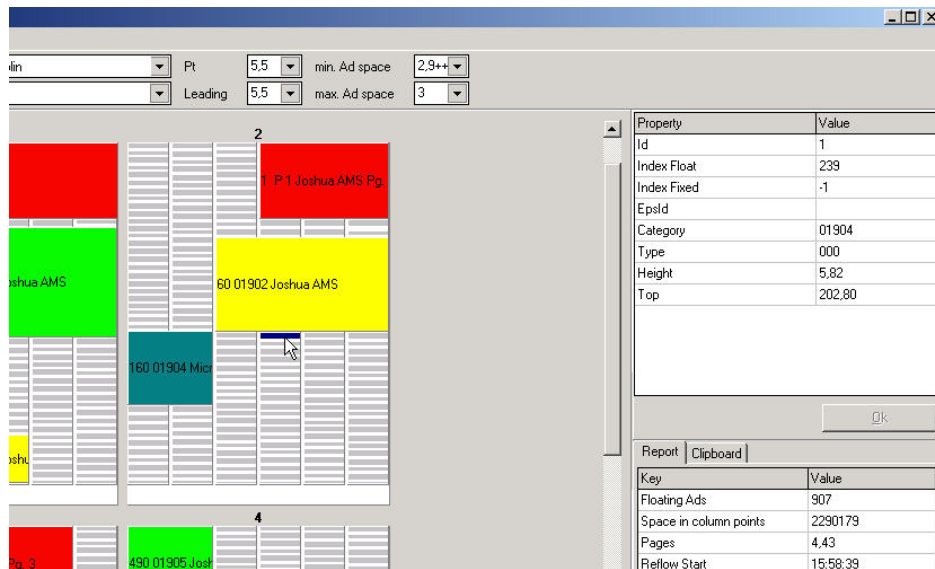 Pt 5,5 min. Ad space 2,9++
Leading 5,5 max. Ad space 3
2
1 P 1 Joshua AMS Pg.
oshua AMS
60 01902 Joshua AMS
160 01904 Micr
oshu
4
Pg. 3
490 01905 Josh
Property Value
Id 1
Index Float 239
Index Fixed -1
EpsId
Category 01904
Type 000
Height 5,82
Top 202,80
Ok
Report Clipboard
Key Value
Floating Ads 907
Space in column points 2290179
Pages 4,43
Reflow Start 15:58:39